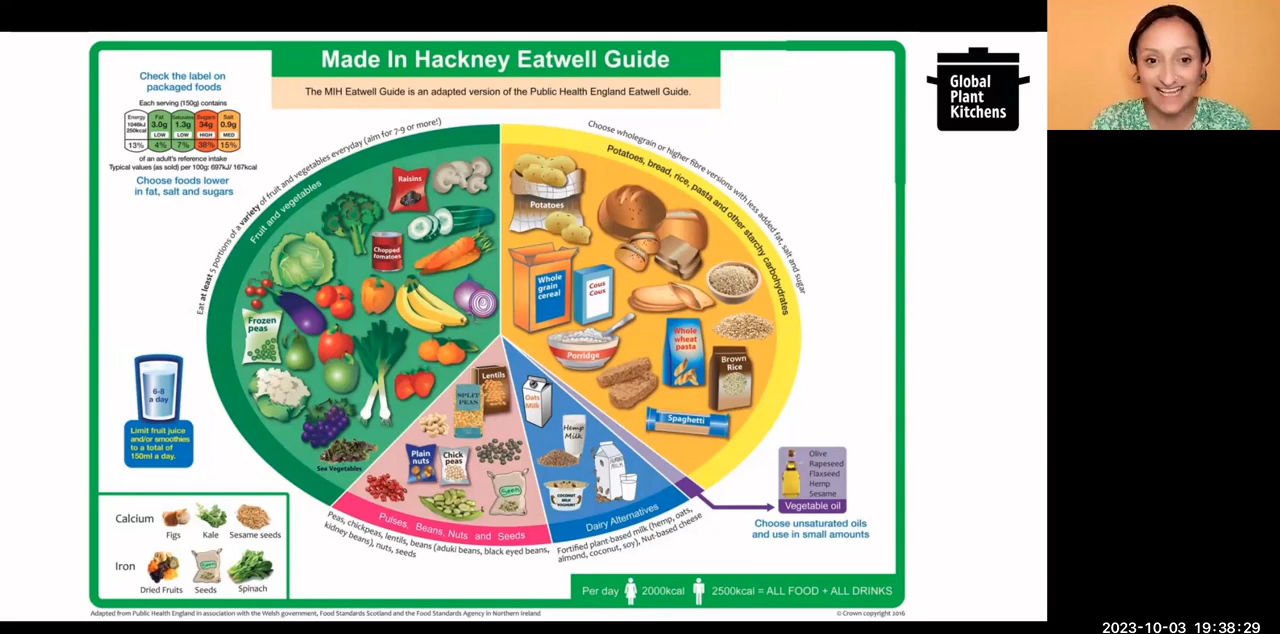 Made In Hackney Eatwell Guide
The MIH Eatwell Guide is an adapted version of the Public Health England Eatwell Guide.
Global
Plant
Kitchens
Check the label on
packaged foods
Each serving (150g) contains
Energy
1046kJ
250kcal
13%
Fat
3.0g
LOW
4%
Saturates
1.3g
LOW
7%
Sugars
34g
HIGH
38%
Salt
0.9g
MED
15%
of an adult's reference intake
Typical values (as sold) per 100g: 697kJ/ 167kcal
Choose foods lower
in fat, salt and sugars
Eat at least 5 portions of a variety of fruit and vegetables everyday (aim for 7-9 or more!)
Fruit and vegetables
Raisins
Chopped
tomatoes
Frozen
peas
Sea Vegetables
Choose wholegrain or higher fibre versions with less added fat, salt and sugar
Potatoes, bread, rice, pasta and other starchy carbohydrates
Potatoes
Whole
grain
cereal
Cous
Cous
Porridge
Whole
wheat
pasta
Brown
Rice
Spaghetti
Lentils
SPLIT
PEAS
Plain
nuts
Chick
peas
Seeds
Pulses, Beans, Nuts and Seeds
Peas, chickpeas, lentils, beans (aduki beans, black eyed beans,
kidney beans), nuts, seeds
Oats
Milk
Hemp
Milk
MILK
COCONUT
MILK
YOGHURT
Dairy Alternatives
Fortified plant-based milk (hemp, oats,
almond, coconut, soy), Nut-based cheese
6-8
a day
Limit fruit juice
and/or smoothies
to a total of
150ml a day.
Olive
Rapeseed
Flaxseed
Hemp
Sesame
Vegetable oil
Choose unsaturated oils
and use in small amounts
Calcium
Figs
Kale
Sesame seeds
Iron
Seeds
Dried Fruits
Seeds
Spinach
Per day 2000kcal 2500kcal = ALL FOOD + ALL DRINKS
Adapted from Public Health England in association with the Welsh government, Food Standards Scotland and the Food Standards Agency in Northern Ireland
© Crown copyright 2016
2023-10-03 19:38:29